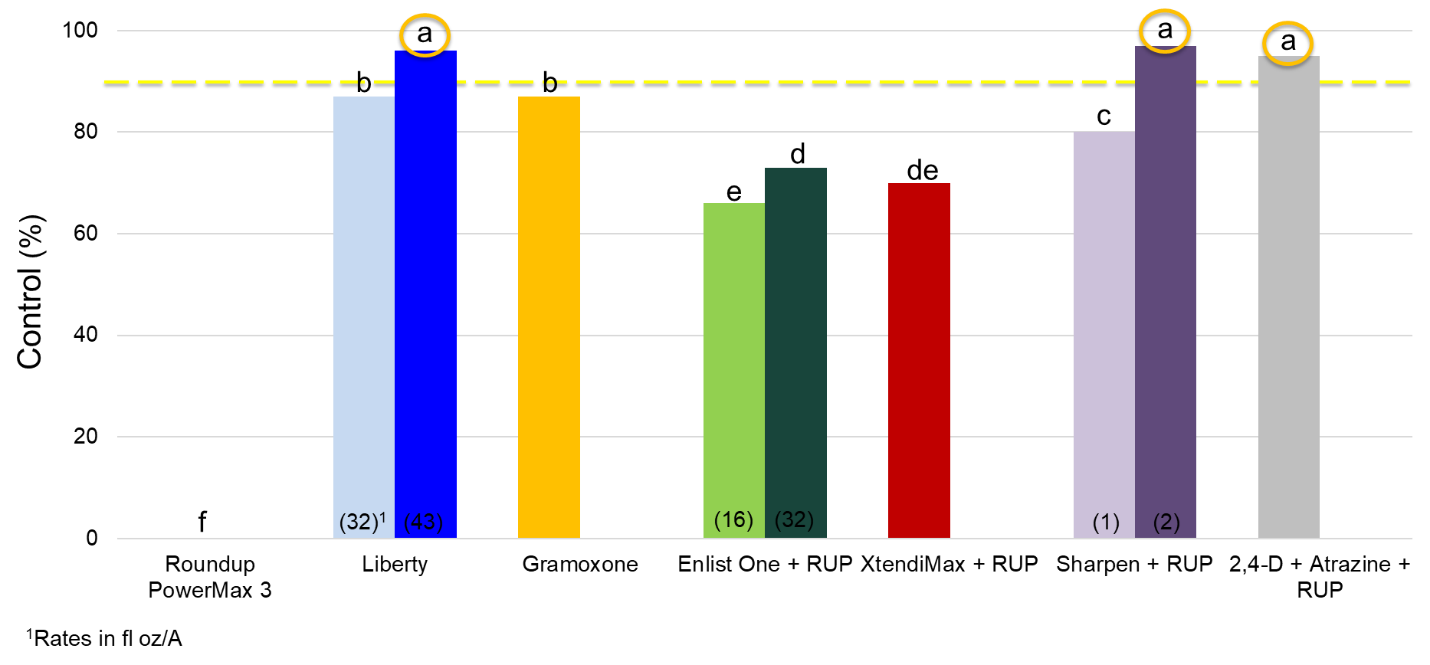 100
80
60
40
20
0
Control (%)
f
b
a
b
e
d
de
c
a
a
(32)¹
(43)
(16)
(32)
(1)
(2)
Roundup
PowerMax 3
Liberty
Gramoxone
Enlist One + RUP
XtendiMax + RUP
Sharpen + RUP
2,4-D + Atrazine +
RUP
¹Rates in fl oz/A